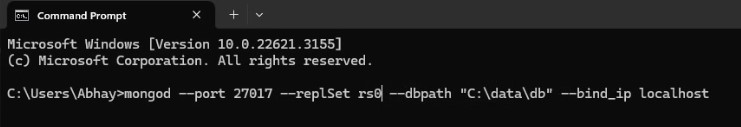 Command Prompt
Microsoft Windows [Version 10.0.22621.3155]
(c) Microsoft Corporation. All rights reserved.
C:\Users\Abhay>mongod --port 27017 --replSet rs0 --dbpath "C:\data\db" --bind_ip localhost